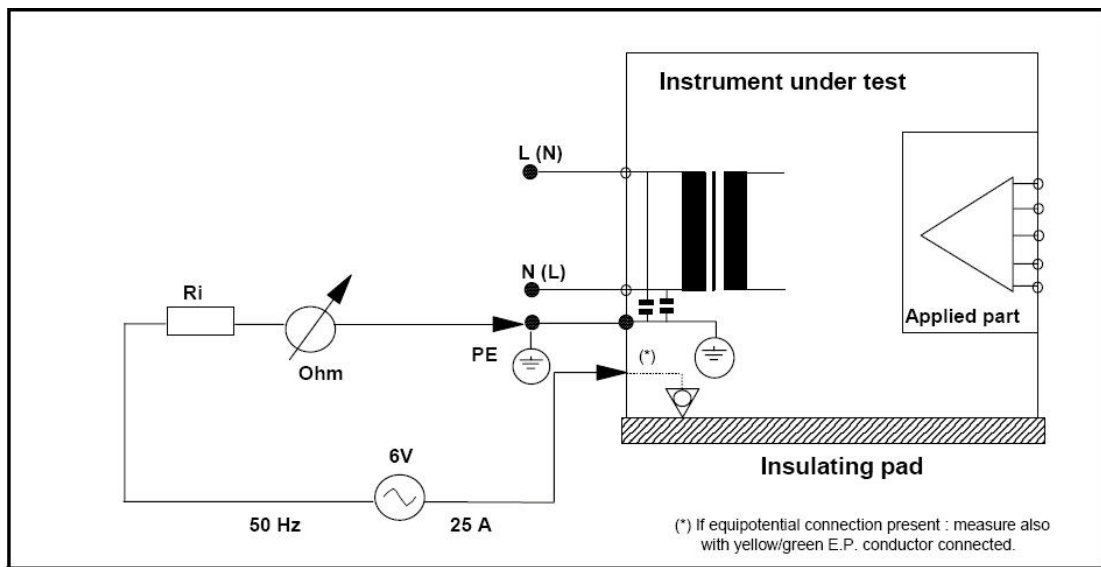 Instrument under test
L (N)
N (L)
Ri
Applied part
PE
(*)
Ohm
6V
Insulating pad
50 Hz
25 A
(*) If equipotential connection present : measure also
with yellow/green E.P. conductor connected.